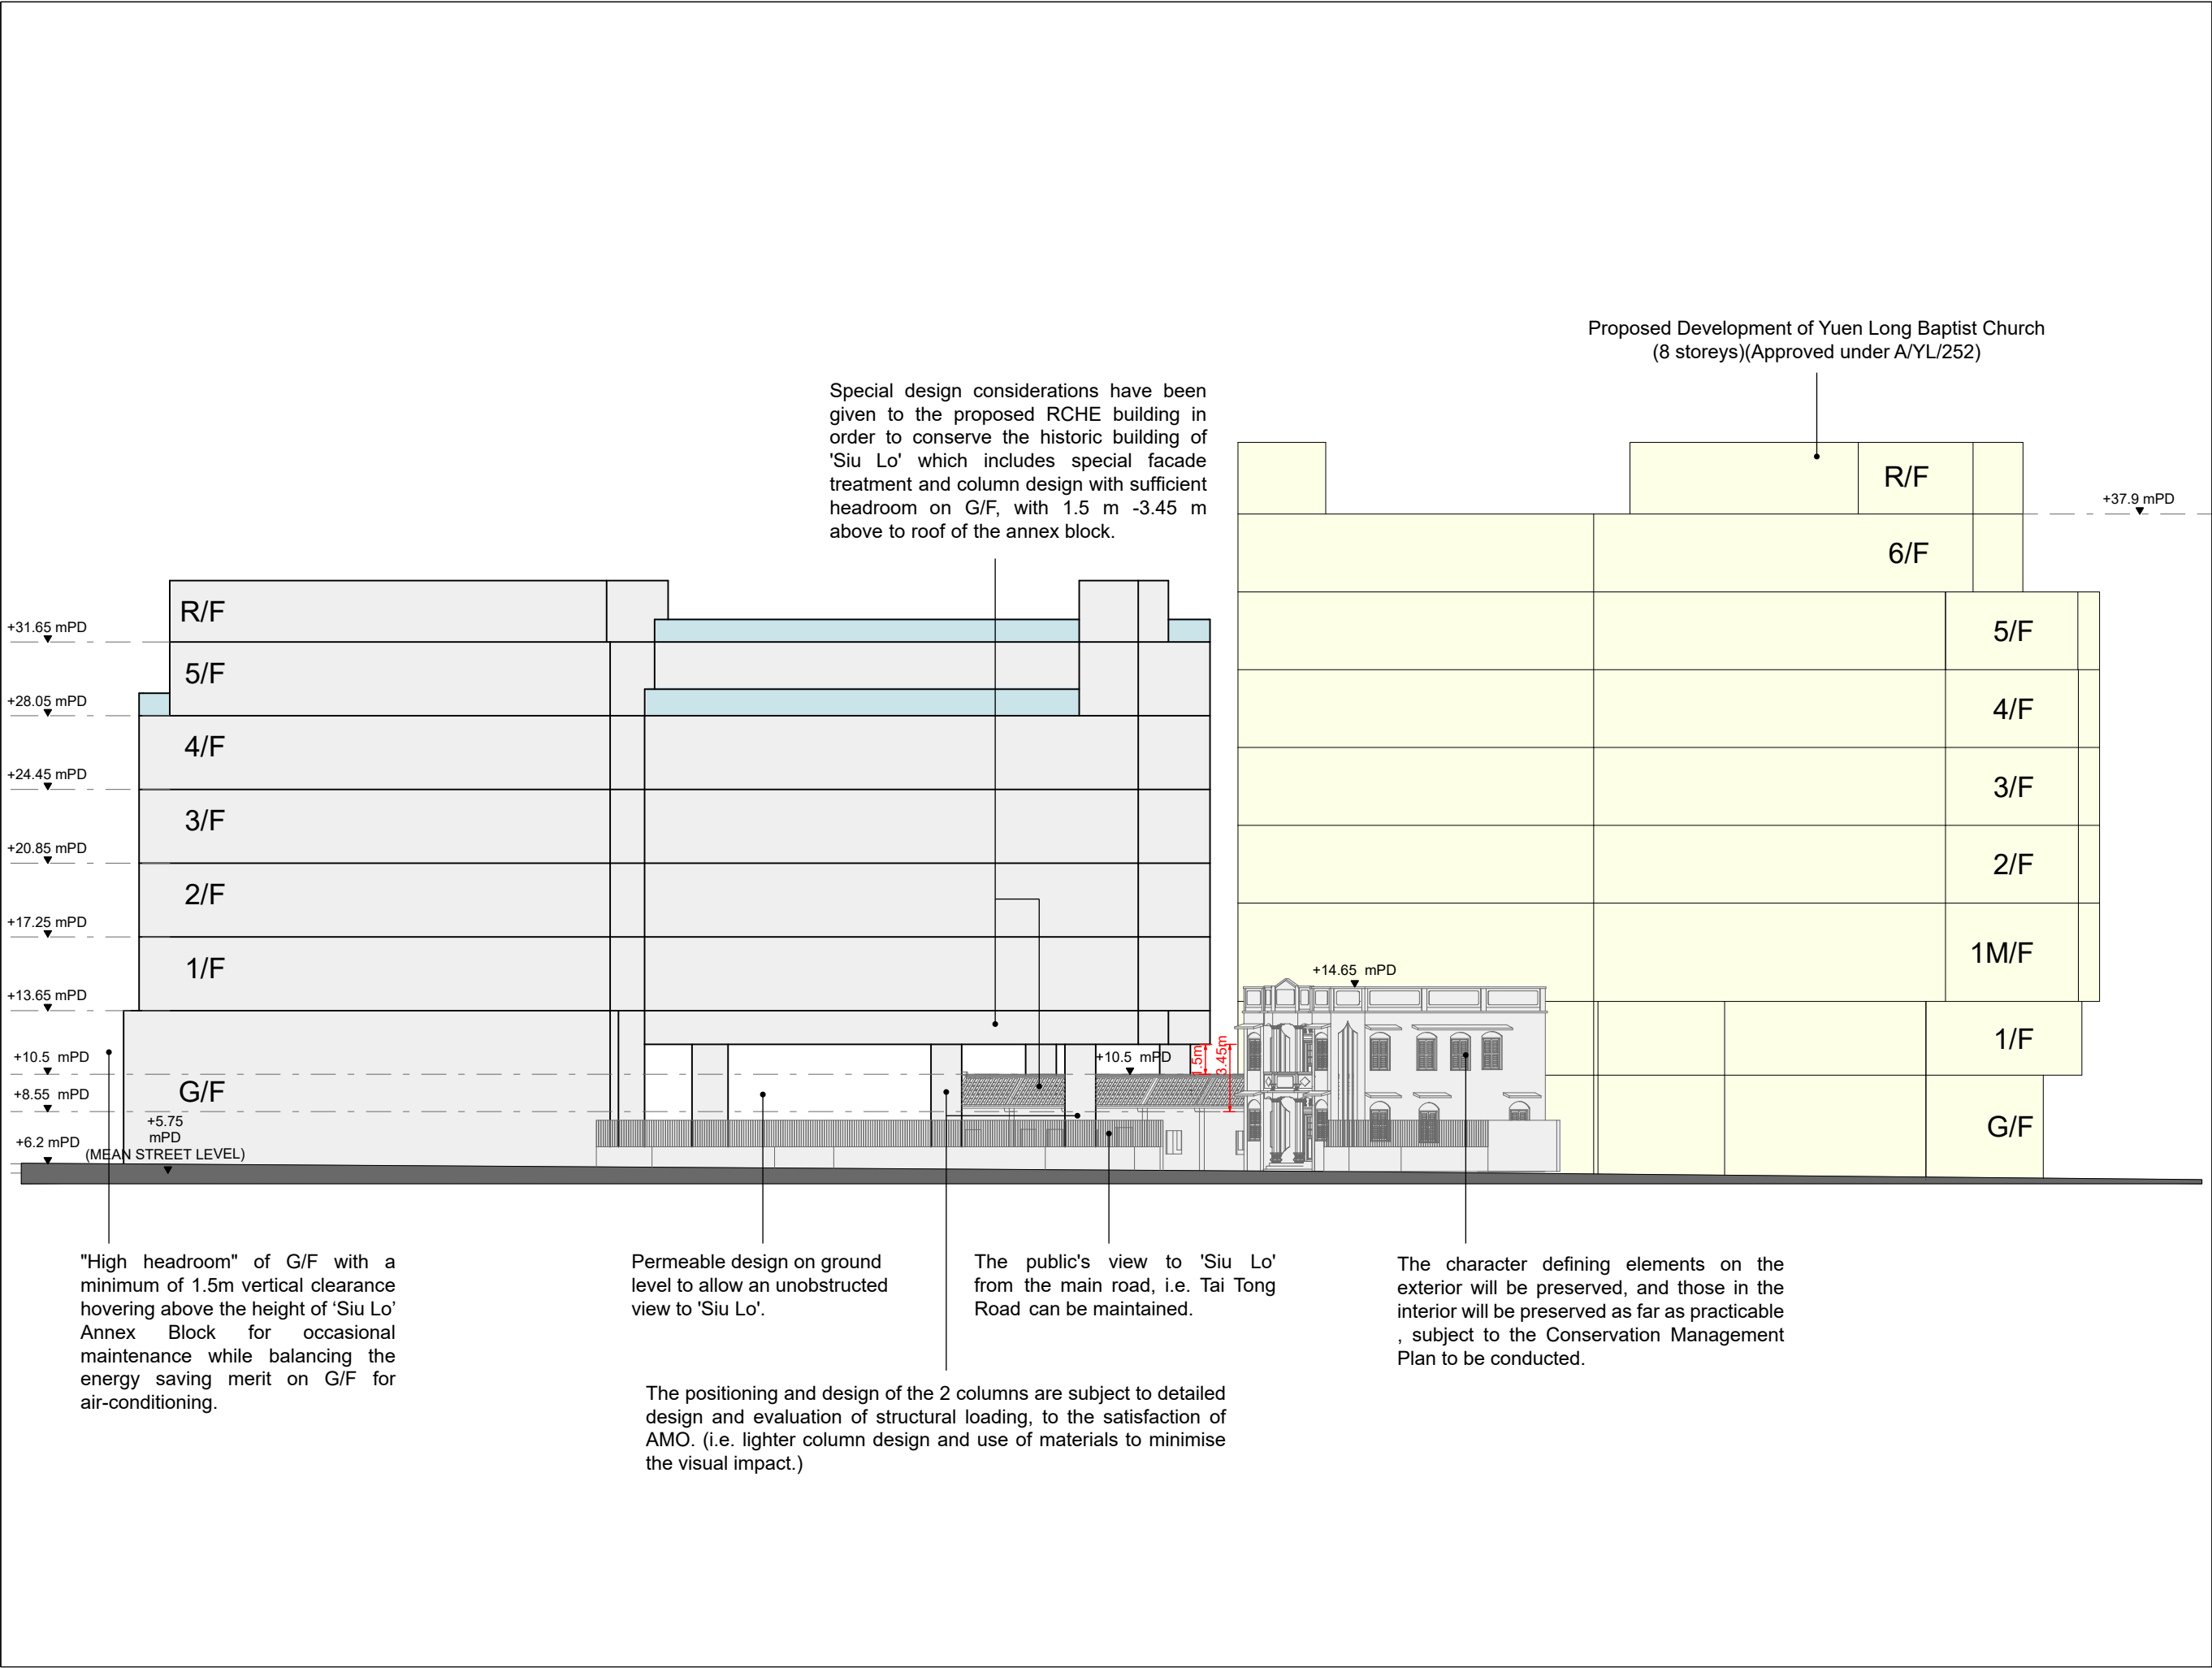 Proposed Development of Yuen Long Baptist Church
(8 storeys)(Approved under A/YL/252)
Special design considerations have been
given to the proposed RCHE building in
order to conserve the historic building of
'Siu Lo' which includes special facade
treatment and column design with sufficient
headroom on G/F, with 1.5 m -3.45 m
above to roof of the annex block.
R/F
+37.9 mPD
6/F
5/F
4/F
3/F
2/F
1M/F
1/F
G/F
R/F
+31.65 mPD
5/F
+28.05 mPD
4/F
+24.45 mPD
3/F
+20.85 mPD
2/F
+17.25 mPD
1/F
+13.65 mPD
+14.65 mPD
+10.5 mPD
+10.5 mPD
1.5m
3.45m
G/F
+8.55 mPD
+5.75
mPD
(MEAN STREET LEVEL)
+6.2 mPD
"High headroom" of G/F with a
minimum of 1.5m vertical clearance
hovering above the height of ‘Siu Lo’
Annex Block for occasional
maintenance while balancing the
energy saving merit on G/F for
air-conditioning.
Permeable design on ground
level to allow an unobstructed
view to 'Siu Lo'.
The public's view to 'Siu Lo'
from the main road, i.e. Tai Tong
Road can be maintained.
The character defining elements on the
exterior will be preserved, and those in the
interior will be preserved as far as practicable
, subject to the Conservation Management
Plan to be conducted.
The positioning and design of the 2 columns are subject to detailed
design and evaluation of structural loading, to the satisfaction of
AMO. (i.e. lighter column design and use of materials to minimise
the visual impact.)